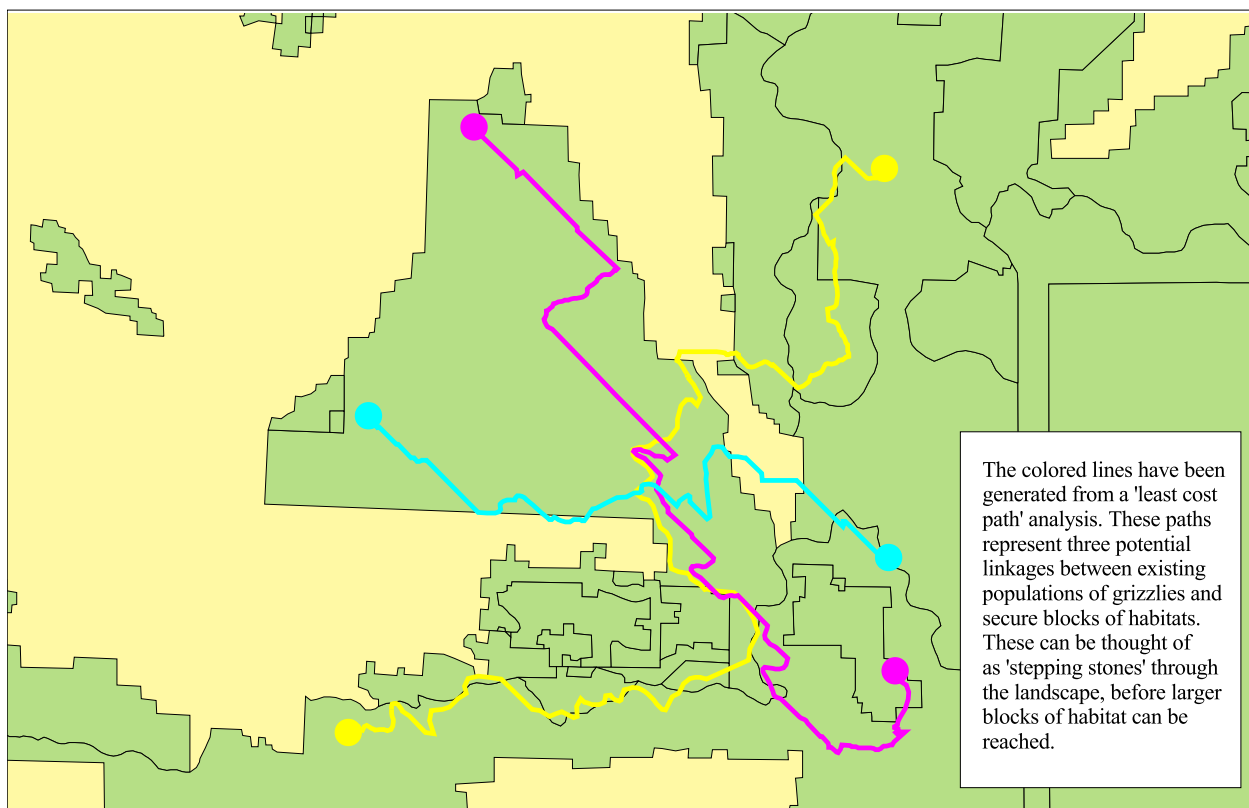 The colored lines have been
generated from a 'least cost
path' analysis. These paths
represent three potential
linkages between existing
populations of grizzlies and
secure blocks of habitats.
These can be thought of
as 'stepping stones' through
the landscape, before larger
blocks of habitat can be
reached.